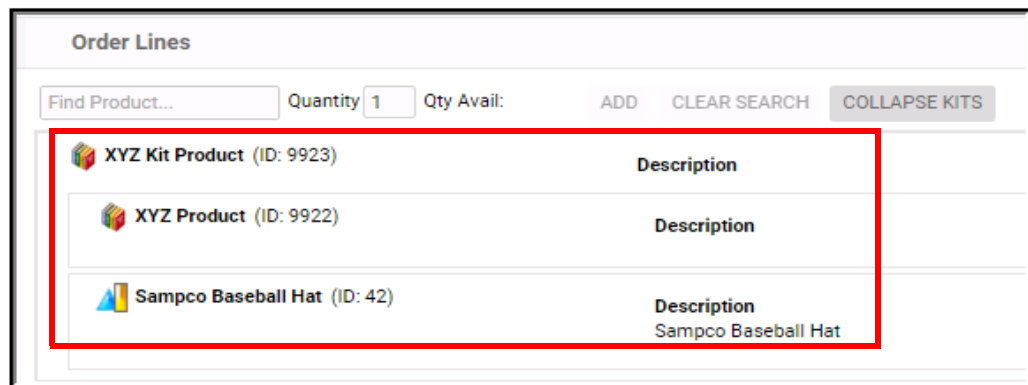 Order Lines
Find Product... Quantity 1 Qty Avail: ADD CLEAR SEARCH COLLAPSE KITS
XYZ Kit Product (ID: 9923) Description
XYZ Product (ID: 9922) Description
Sampco Baseball Hat (ID: 42) Description
Sampco Baseball Hat